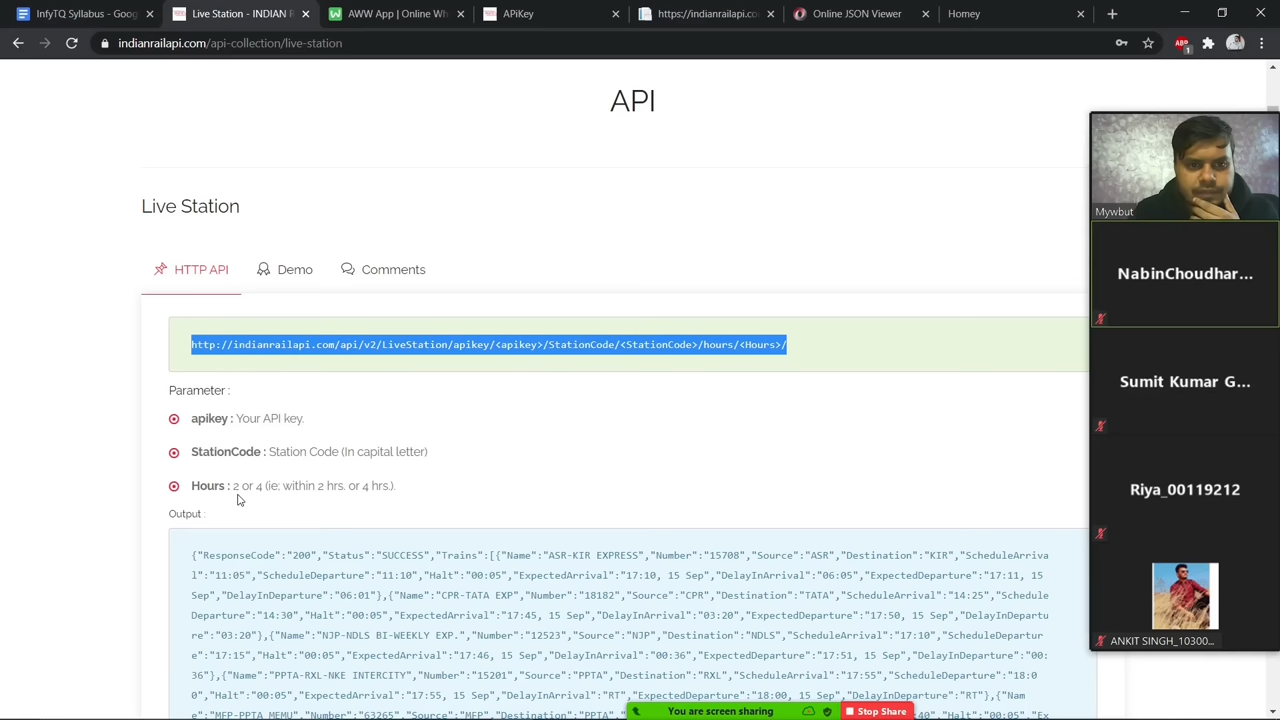 InfyTQ Syllabus - Goog
Live Station - INDIAN R
AWW App | Online Wh
APiKey
https://indianrailapi.co
Online JSON Viewer
Homey
indianrailapi.com/api-collection/live-station
ABP
1
API
Live Station
HTTP API
Demo
Comments
http://indianrailapi.com/api/v2/LiveStation/apikey/<apikey>/StationCode/<StationCode>/hours/<Hours>/
Parameter :
apikey : Your API key.
StationCode : Station Code (In capital letter)
Hours : 2 or 4 (ie: within 2 hrs. or 4 hrs.).
Output :
{"ResponseCode":"200","Status":"SUCCESS","Trains":[{"Name":"ASR-KIR EXPRESS","Number":"15708","Source":"ASR","Destination":"KIR","ScheduleArriva
l":"11:05","ScheduleDeparture":"11:10","Halt":"00:05","ExpectedArrival":"17:10, 15 Sep","DelayInArrival":"06:05","ExpectedDeparture":"17:11, 15
Sep","DelayInDeparture":"06:01"},{"Name":"CPR-TATA EXP","Number":"18182","Source":"CPR","Destination":"TATA","ScheduleArrival":"14:25","Schedule
Departure":"14:30","Halt":"00:05","ExpectedArrival":"17:45, 15 Sep","DelayInArrival":"03:20","ExpectedDeparture":"17:50, 15 Sep","DelayInDepartu
re":"03:20"},{"Name":"NJP-NDLS BI-WEEKLY EXP.","Number":"12523","Source":"NJP","Destination":"NDLS","ScheduleArrival":"17:10","ScheduleDepartur
e":"17:15","Halt":"00:05","ExpectedArrival":"17:46, 15 Sep","DelayInArrival":"00:36","ExpectedDeparture":"17:51, 15 Sep","DelayInDeparture":"00:
36"},{"Name":"PPTA-RXL-NKE INTERCITY","Number":"15201","Source":"PPTA","Destination":"RXL","ScheduleArrival":"17:55","ScheduleDeparture":"18:0
0","Halt":"00:05","ExpectedArrival":"17:55, 15 Sep","DelayInArrival":"RT","ExpectedDeparture":"18:00, 15 Sep","DelayInDeparture":"RT"},{"Nam
e":"MFP-PPTA MEMU","Number":"63265","Source":"MFP","Destination":"PPTA",
Mywbut
NabinChoudhar...
Sumit Kumar G...
Riya_00119212
ANKIT SINGH_10300...
You are screen sharing
Stop Share